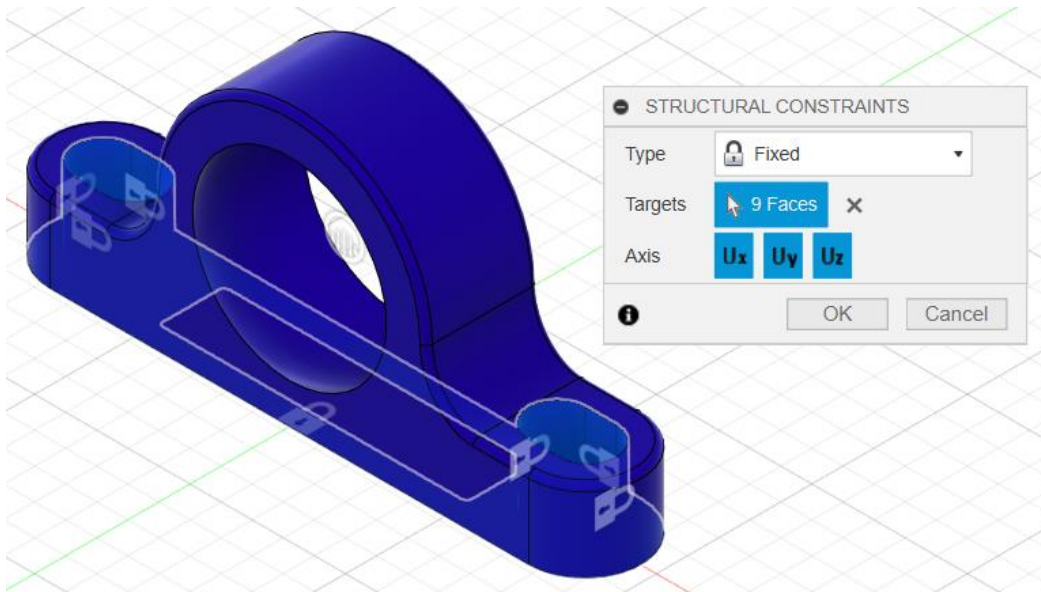 STRUCTURAL CONSTRAINTS
Type Fixed
Targets 9 Faces
Axis Ux Uy Uz
OK Cancel